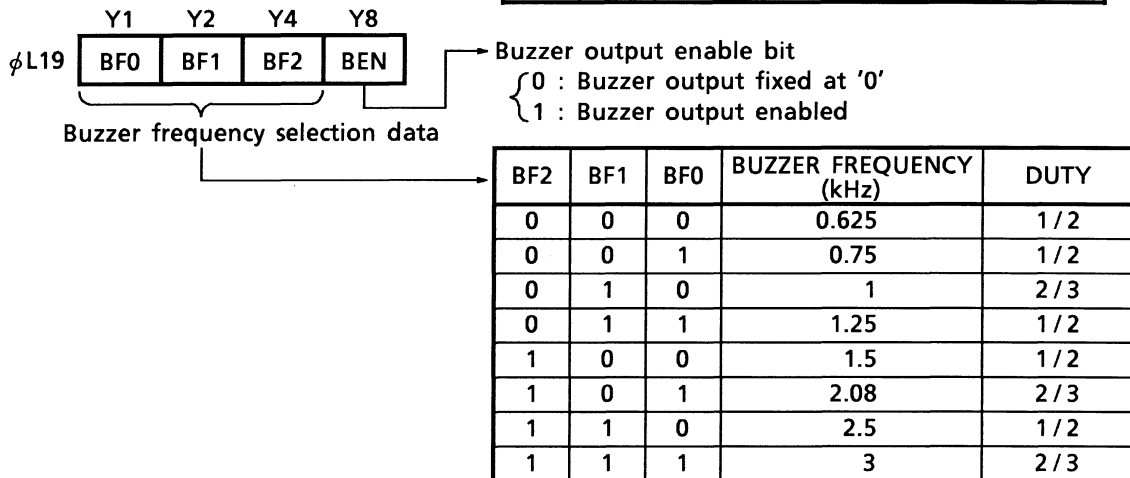 Y1 Y2 Y4 Y8
φL19 BF0 BF1 BF2 BEN
Buzzer output enable bit
0 : Buzzer output fixed at '0'
1 : Buzzer output enabled
Buzzer frequency selection data
BF2 BF1 BF0 BUZZER FREQUENCY (kHz) DUTY
0 0 0 0.625 1/2
0 0 1 0.75 1/2
0 1 0 1 2/3
0 1 1 1.25 1/2
1 0 0 1.5 1/2
1 0 1 2.08 2/3
1 1 0 2.5 1/2
1 1 1 3 2/3